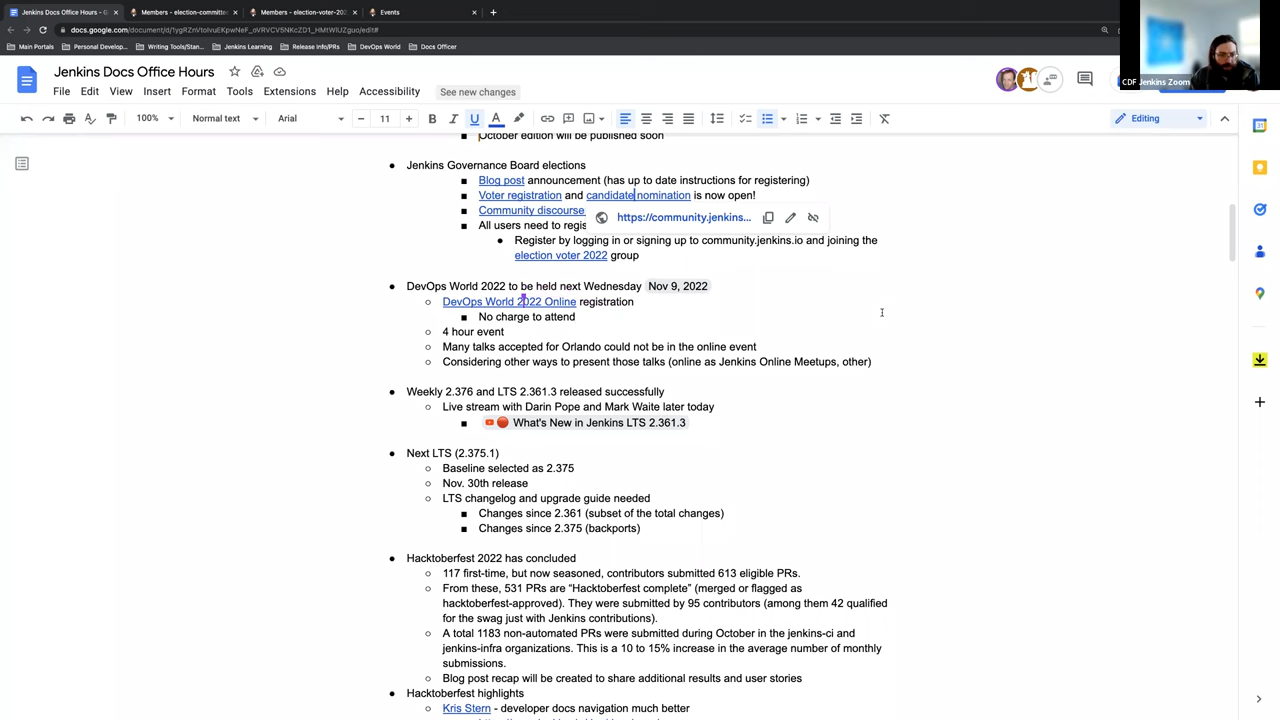 Jenkins Docs Office Hours - G
Members - election-committe
Members - election-voter-202
Events
docs.google.com/document/d/1ygRZnVtoIvuEKpwNeF_oVRVCV5NKcZD1_HMtWIUZguo/edit#
Main Portals
Personal Develop...
Writing Tools/Stan...
Jenkins Learning
Release Info/PRs
DevOps World
Docs Officer
CDF Jenkins Zoom
Jenkins Docs Office Hours
File Edit View Insert Format Tools Extensions Help Accessibility See new changes
100% Normal text Arial 11 Editing
October edition will be published soon
Jenkins Governance Board elections
Blog post announcement (has up to date instructions for registering)
Voter registration and candidate nomination is now open!
Community discourse
https://community.jenkins...
All users need to regis
Register by logging in or signing up to community.jenkins.io and joining the
election voter 2022 group
DevOps World 2022 to be held next Wednesday Nov 9, 2022
DevOps World 2022 Online registration
No charge to attend
4 hour event
Many talks accepted for Orlando could not be in the online event
Considering other ways to present those talks (online as Jenkins Online Meetups, other)
Weekly 2.376 and LTS 2.361.3 released successfully
Live stream with Darin Pope and Mark Waite later today
What's New in Jenkins LTS 2.361.3
Next LTS (2.375.1)
Baseline selected as 2.375
Nov. 30th release
LTS changelog and upgrade guide needed
Changes since 2.361 (subset of the total changes)
Changes since 2.375 (backports)
Hacktoberfest 2022 has concluded
117 first-time, but now seasoned, contributors submitted 613 eligible PRs.
From these, 531 PRs are “Hacktoberfest complete” (merged or flagged as
hacktoberfest-approved). They were submitted by 95 contributors (among them 42 qualified
for the swag just with Jenkins contributions).
A total 1183 non-automated PRs were submitted during October in the jenkins-ci and
jenkins-infra organizations. This is a 10 to 15% increase in the average number of monthly
submissions.
Blog post recap will be created to share additional results and user stories
Hacktoberfest highlights
Kris Stern - developer docs navigation much better